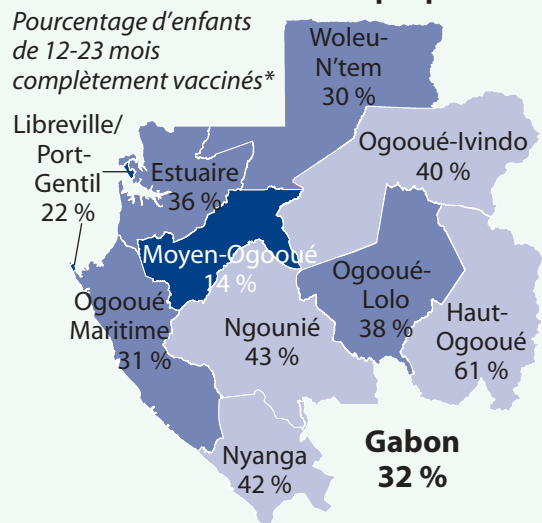 Pourcentage d'enfants
de 12-23 mois
complètement vaccinés*
Woleu-
N'tem
30 %
Libreville/
Port-
Gentil
22 %
Estuaire
36 %
Ogooué-Ivindo
40 %
Moyen-Ogooué
14 %
Ogooué-
Lolo
38 %
Haut-
Ogooué
61 %
Ogooué
Maritime
31 %
Ngounié
43 %
Nyanga
42 %
Gabon
32 %